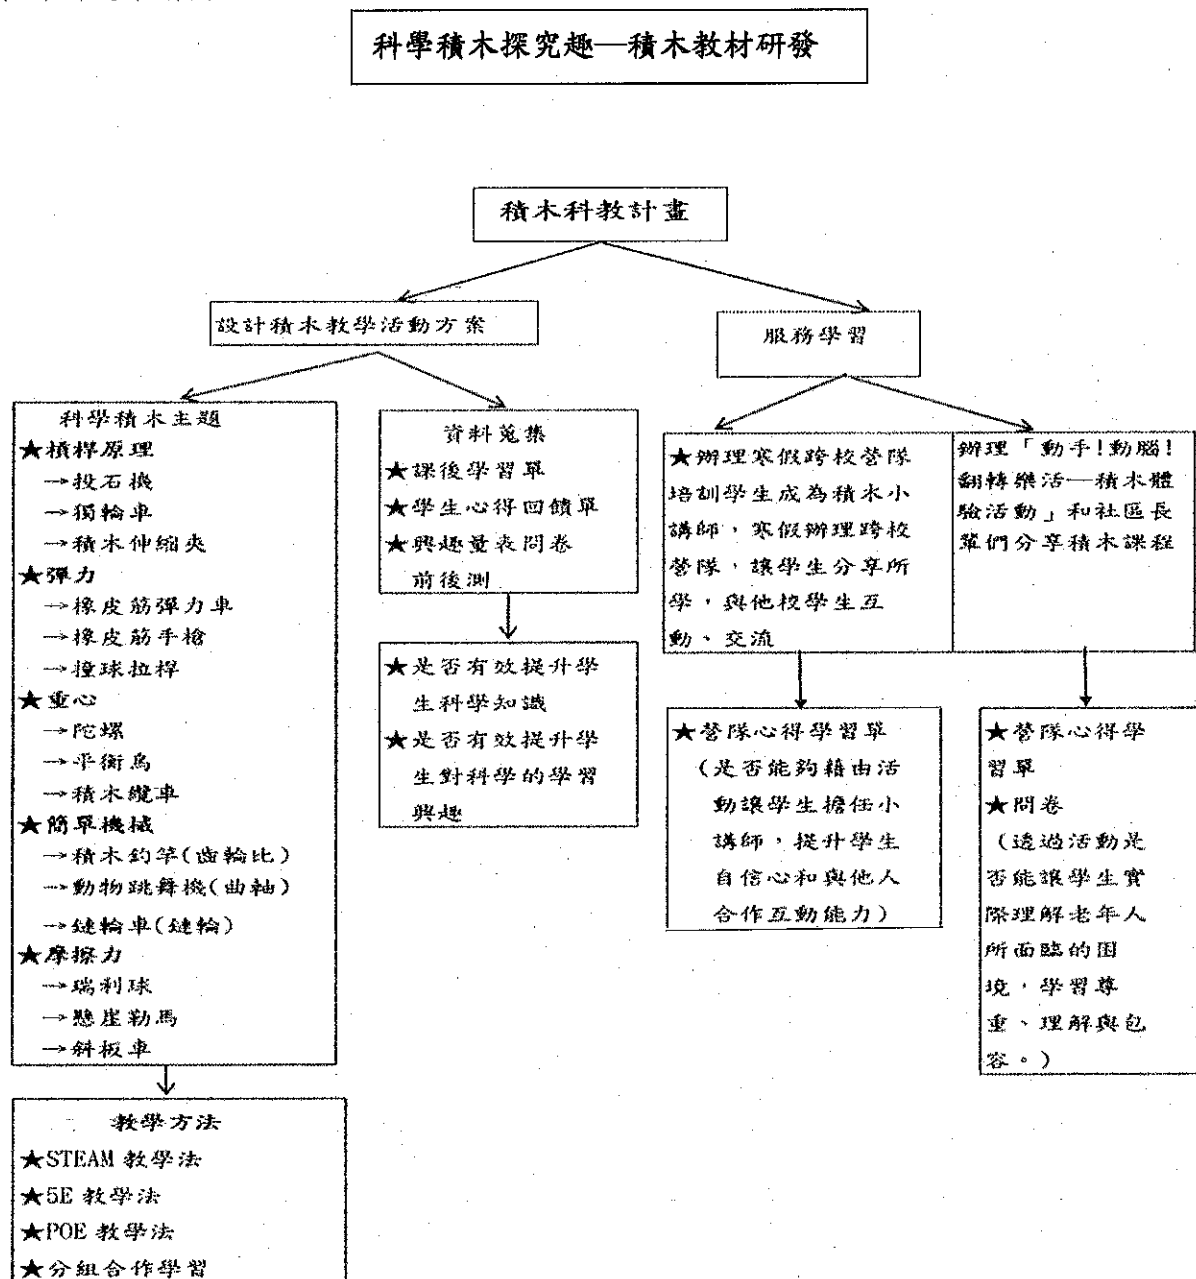 科學積木探究趣—積木教材研發
積木科教計畫
設計積木教學活動方案
服務學習
科學積木主題
★槓桿原理
→投石機
→獨輪車
→積木伸縮夾
★彈力
→橡皮筋彈力車
→橡皮筋手槍
→撞球拉桿
★重心
→陀螺
→平衡鳥
→積木纜車
★簡單機械
→積木釣竿(齒輪比)
→動物跳舞機(曲軸)
→鏈輪車(鏈輪)
★摩擦力
→瑞利球
→懸崖勒馬
→斜板車
教學方法
★STEAM 教學法
★5E 教學法
★POE 教學法
★分組合作學習
資料蒐集
★課後學習單
★學生心得回饋單
★興趣量表問卷
前後測
★是否有效提升學
生科學知識
★是否有效提升學
生對科學的學習
興趣
★辦理寒假跨校營隊
培訓學生成為積木小
講師，寒假辦理跨校
營隊，讓學生分享所
學，與他校學生互
動、交流
★營隊心得學習單
（是否能夠藉由活
動讓學生擔任小
講師，提升學生
自信心和與他人
合作互動能力）
辦理「動手!動腦!
翻轉樂活—積木體
驗活動」和社區長
輩們分享積木課程
★營隊心得學
習單
★問卷
（透過活動是
否能讓學生實
際理解老年人
所面臨的困
境，學習尊
重、理解與包
容。）